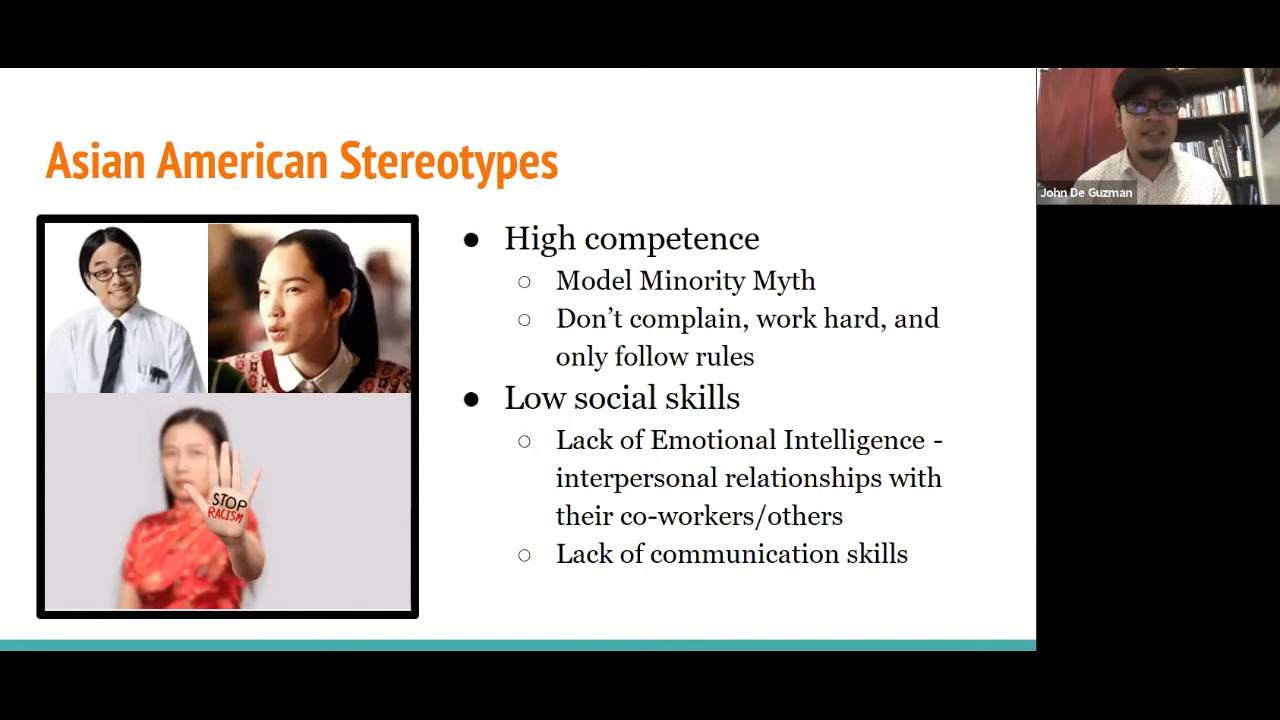 Asian American Stereotypes
STOP
RACISM
● High competence
○ Model Minority Myth
○ Don’t complain, work hard, and
only follow rules
● Low social skills
○ Lack of Emotional Intelligence -
interpersonal relationships with
their co-workers/others
○ Lack of communication skills
John De Guzman